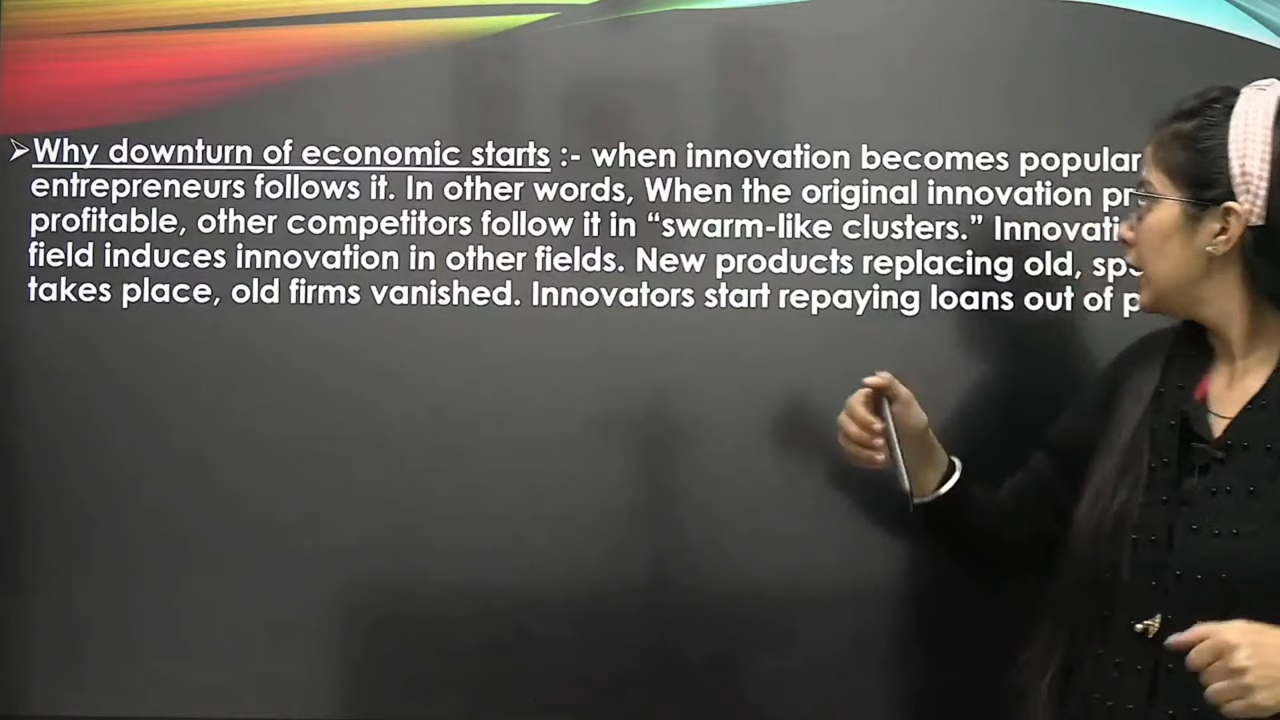 ➢Why downturn of economic starts :- when innovation becomes popular
entrepreneurs follows it. In other words, When the original innovation
profitable, other competitors follow it in “swarm-like clusters.”
field induces innovation in other fields. New products replacing old,
takes place, old firms vanished. Innovators start repaying loans out of